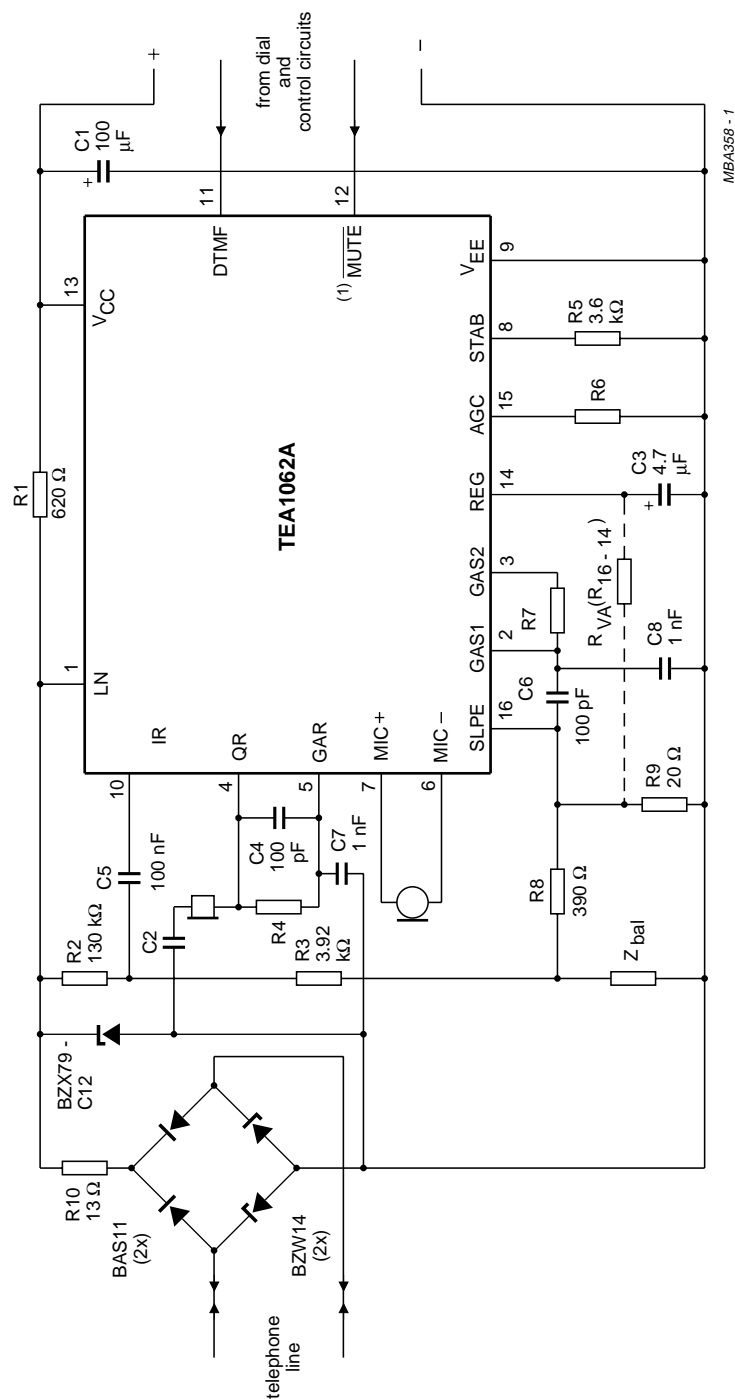 R10
13 Ω
BAS11
(2x)
BZW14
(2x)
telephone
line
BZX79 -
C12
R2
130 kΩ
C2
C5
100 nF
R4
R3
3.92
kΩ
C4
100
pF
C7
1 nF
R1
620 Ω
C1
100
µF
+
+
−
from dial
and
control circuits
TEA1062A
1
LN
13
VCC
10
IR
4
QR
5
GAR
7
MIC+
6
MIC−
11
DTMF
12
MUTE
(1)
SLPE
16
GAS1
2
GAS2
3
REG
14
AGC
15
STAB
8
VEE
9
R7
C6
100 pF
R8
390 Ω
Zbal
R9
20 Ω
RVA(R16 - 14)
C8
1 nF
+
C3
4.7
µF
R6
R5
3.6
kΩ
MBA358 - 1